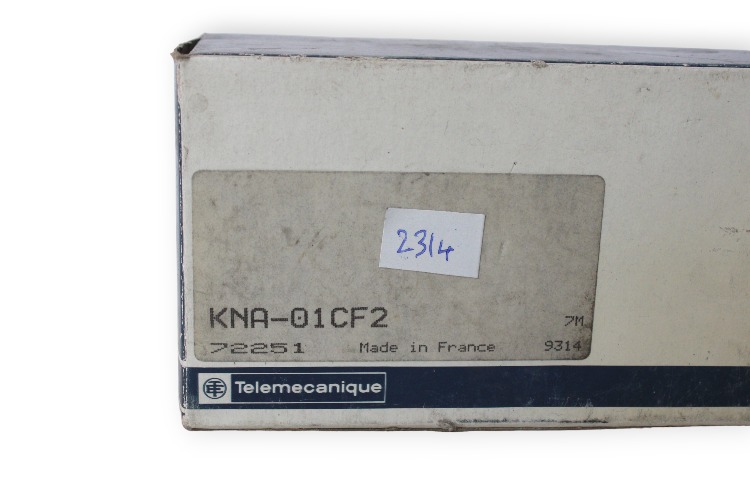 2314
KNA-01CF2
7M
72251 Made in France 9314
Telemecanique